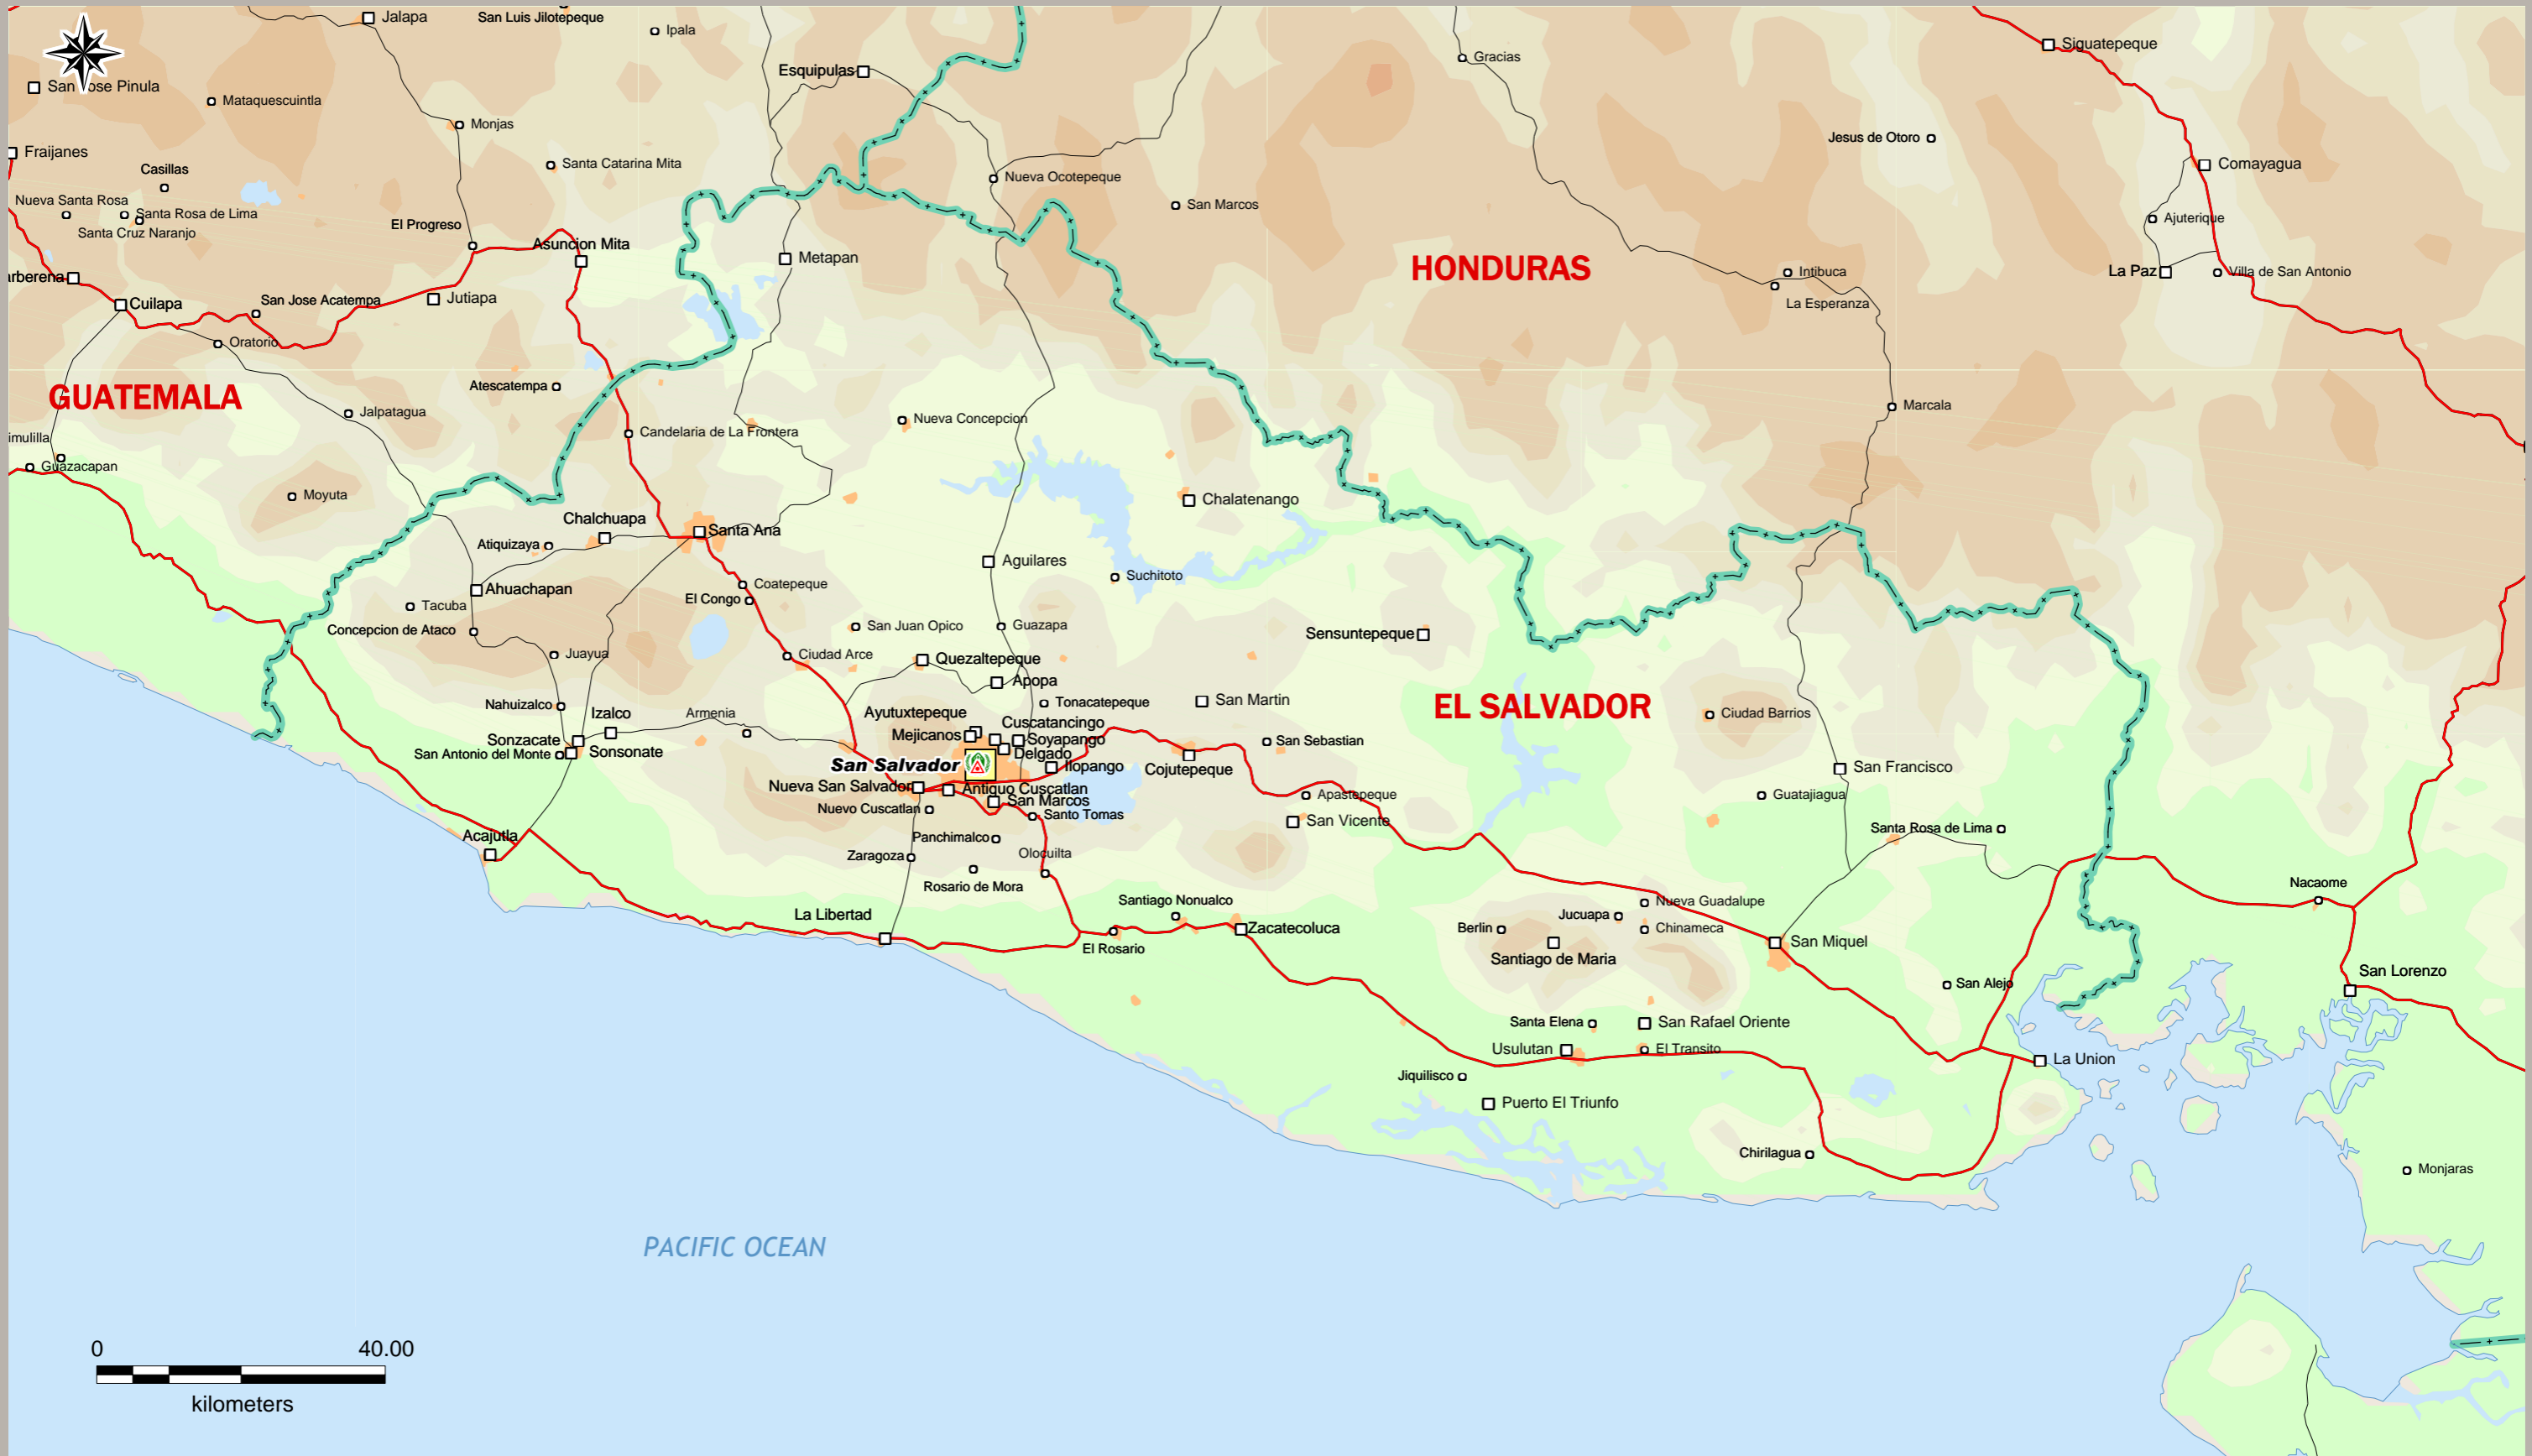 Jalapa
San Luis Jilotepeque
Ipala
Esquipulas
Gracias
Siguatepeque
San Jose Pinula
Mataquescuintla
Monjas
Jesus de Otoro
Fraijanes
Casillas
Santa Catarina Mita
Comayagua
Nueva Ocotepeque
Nueva Santa Rosa
Santa Rosa de Lima
San Marcos
Ajuterique
Santa Cruz Naranjo
El Progreso
Asuncion Mita
Metapan
HONDURAS
arberena
Intibuca
La Paz
Villa de San Antonio
Cuilapa
San Jose Acatempa
Jutiapa
La Esperanza
Oratorio
GUATEMALA
Atescatempa
Jalpatagua
Nueva Concepcion
Marcala
imulilla
Candelaria de La Frontera
Guazacapan
Moyuta
Chalatenango
Chalchuapa
Santa Ana
Atiquizaya
Aguilares
Suchitoto
Ahuachapan
Coatepeque
El Congo
Tacuba
Concepcion de Ataco
San Juan Opico
Guazapa
Sensuntepeque
Juayua
Ciudad Arce
Quezaltepeque
Apopa
San Martin
Tonacatepeque
EL SALVADOR
Nahuizalco
Izalco
Armenia
Ayutuxtepeque
Cuscatancingo
Ciudad Barrios
Mejicanos
Soyapango
San Sebastian
Sonzacate
San Antonio del Monte
Sonsonate
Delgado
San Salvador
Ilopango
Cojutepeque
San Francisco
Nueva San Salvador
Antiguo Cuscatlan
Apastepeque
Guatajiagua
Nuevo Cuscatlan
San Marcos
Santo Tomas
San Vicente
Santa Rosa de Lima
Acajutla
Panchimalco
Zaragoza
Olocuilta
Rosario de Mora
Nacaome
Santiago Nonualco
Nueva Guadalupe
La Libertad
Jucuapa
Zacatecoluca
Berlin
Chinameca
El Rosario
San Miquel
Santiago de Maria
San Lorenzo
San Alejo
Santa Elena
San Rafael Oriente
Usulutan
El Transito
La Union
Jiquilisco
Puerto El Triunfo
Chirilagua
Monjaras
PACIFIC OCEAN
0 40.00
kilometers